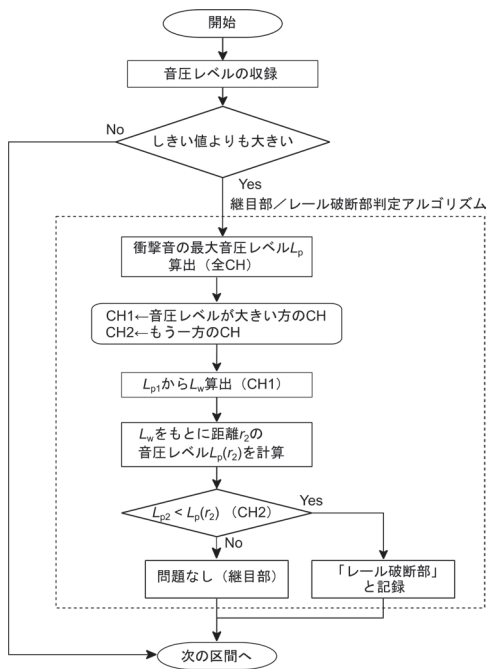 開始
音圧レベルの収録
No
しきい値よりも大きい
Yes
継目部/レール破断部判定アルゴリズム
衝撃音の最大音圧レベルLp
算出（全CH）
CH1←音圧レベルが大きい方のCH
CH2←もう一方のCH
Lp1からLw算出（CH1）
Lwをもとに距離r2の
音圧レベルLp(r2)を計算
Lp2 < Lp(r2) （CH2）
Yes
No
問題なし（継目部）
「レール破断部」
と記録
次の区間へ